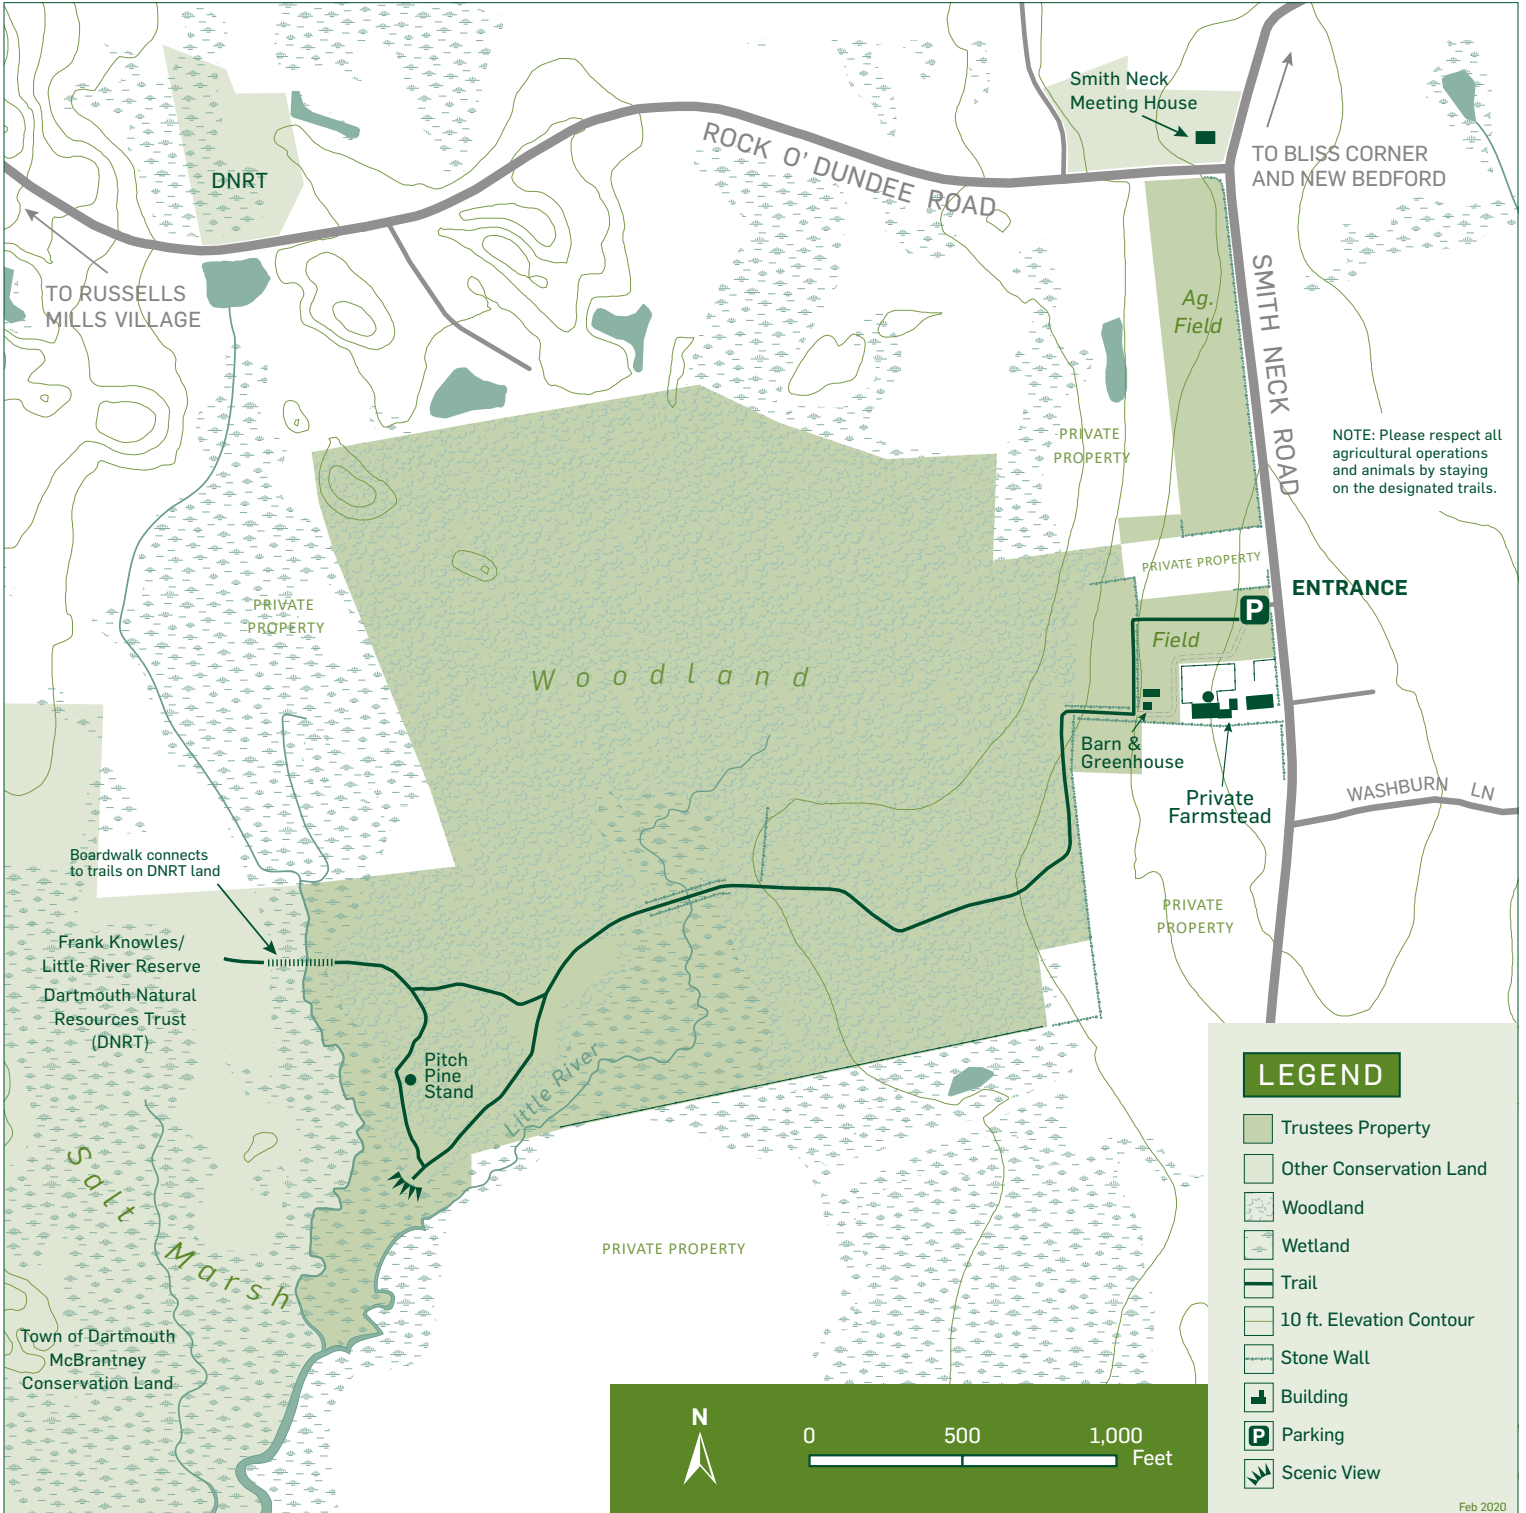 Smith Neck
Meeting House
ROCK O' DUNDEE ROAD
TO BLISS CORNER
AND NEW BEDFORD
DNRT
TO RUSSELLS
MILLS VILLAGE
Ag.
Field
SMITH NECK ROAD
PRIVATE
PROPERTY
NOTE: Please respect all
agricultural operations
and animals by staying
on the designated trails.
PRIVATE PROPERTY
ENTRANCE
P
PRIVATE
PROPERTY
Field
Woodland
Barn &
Greenhouse
Private
Farmstead
WASHBURN LN
Boardwalk connects
to trails on DNRT land
PRIVATE
PROPERTY
Frank Knowles/
Little River Reserve
Dartmouth Natural
Resources Trust
(DNRT)
Pitch
Pine
Stand
Little River
Salt Marsh
PRIVATE PROPERTY
Town of Dartmouth
McBrantney
Conservation Land
N
0 500 1,000
Feet
LEGEND
Trustees Property
Other Conservation Land
Woodland
Wetland
Trail
10 ft. Elevation Contour
Stone Wall
Building
P Parking
Scenic View
Feb 2020